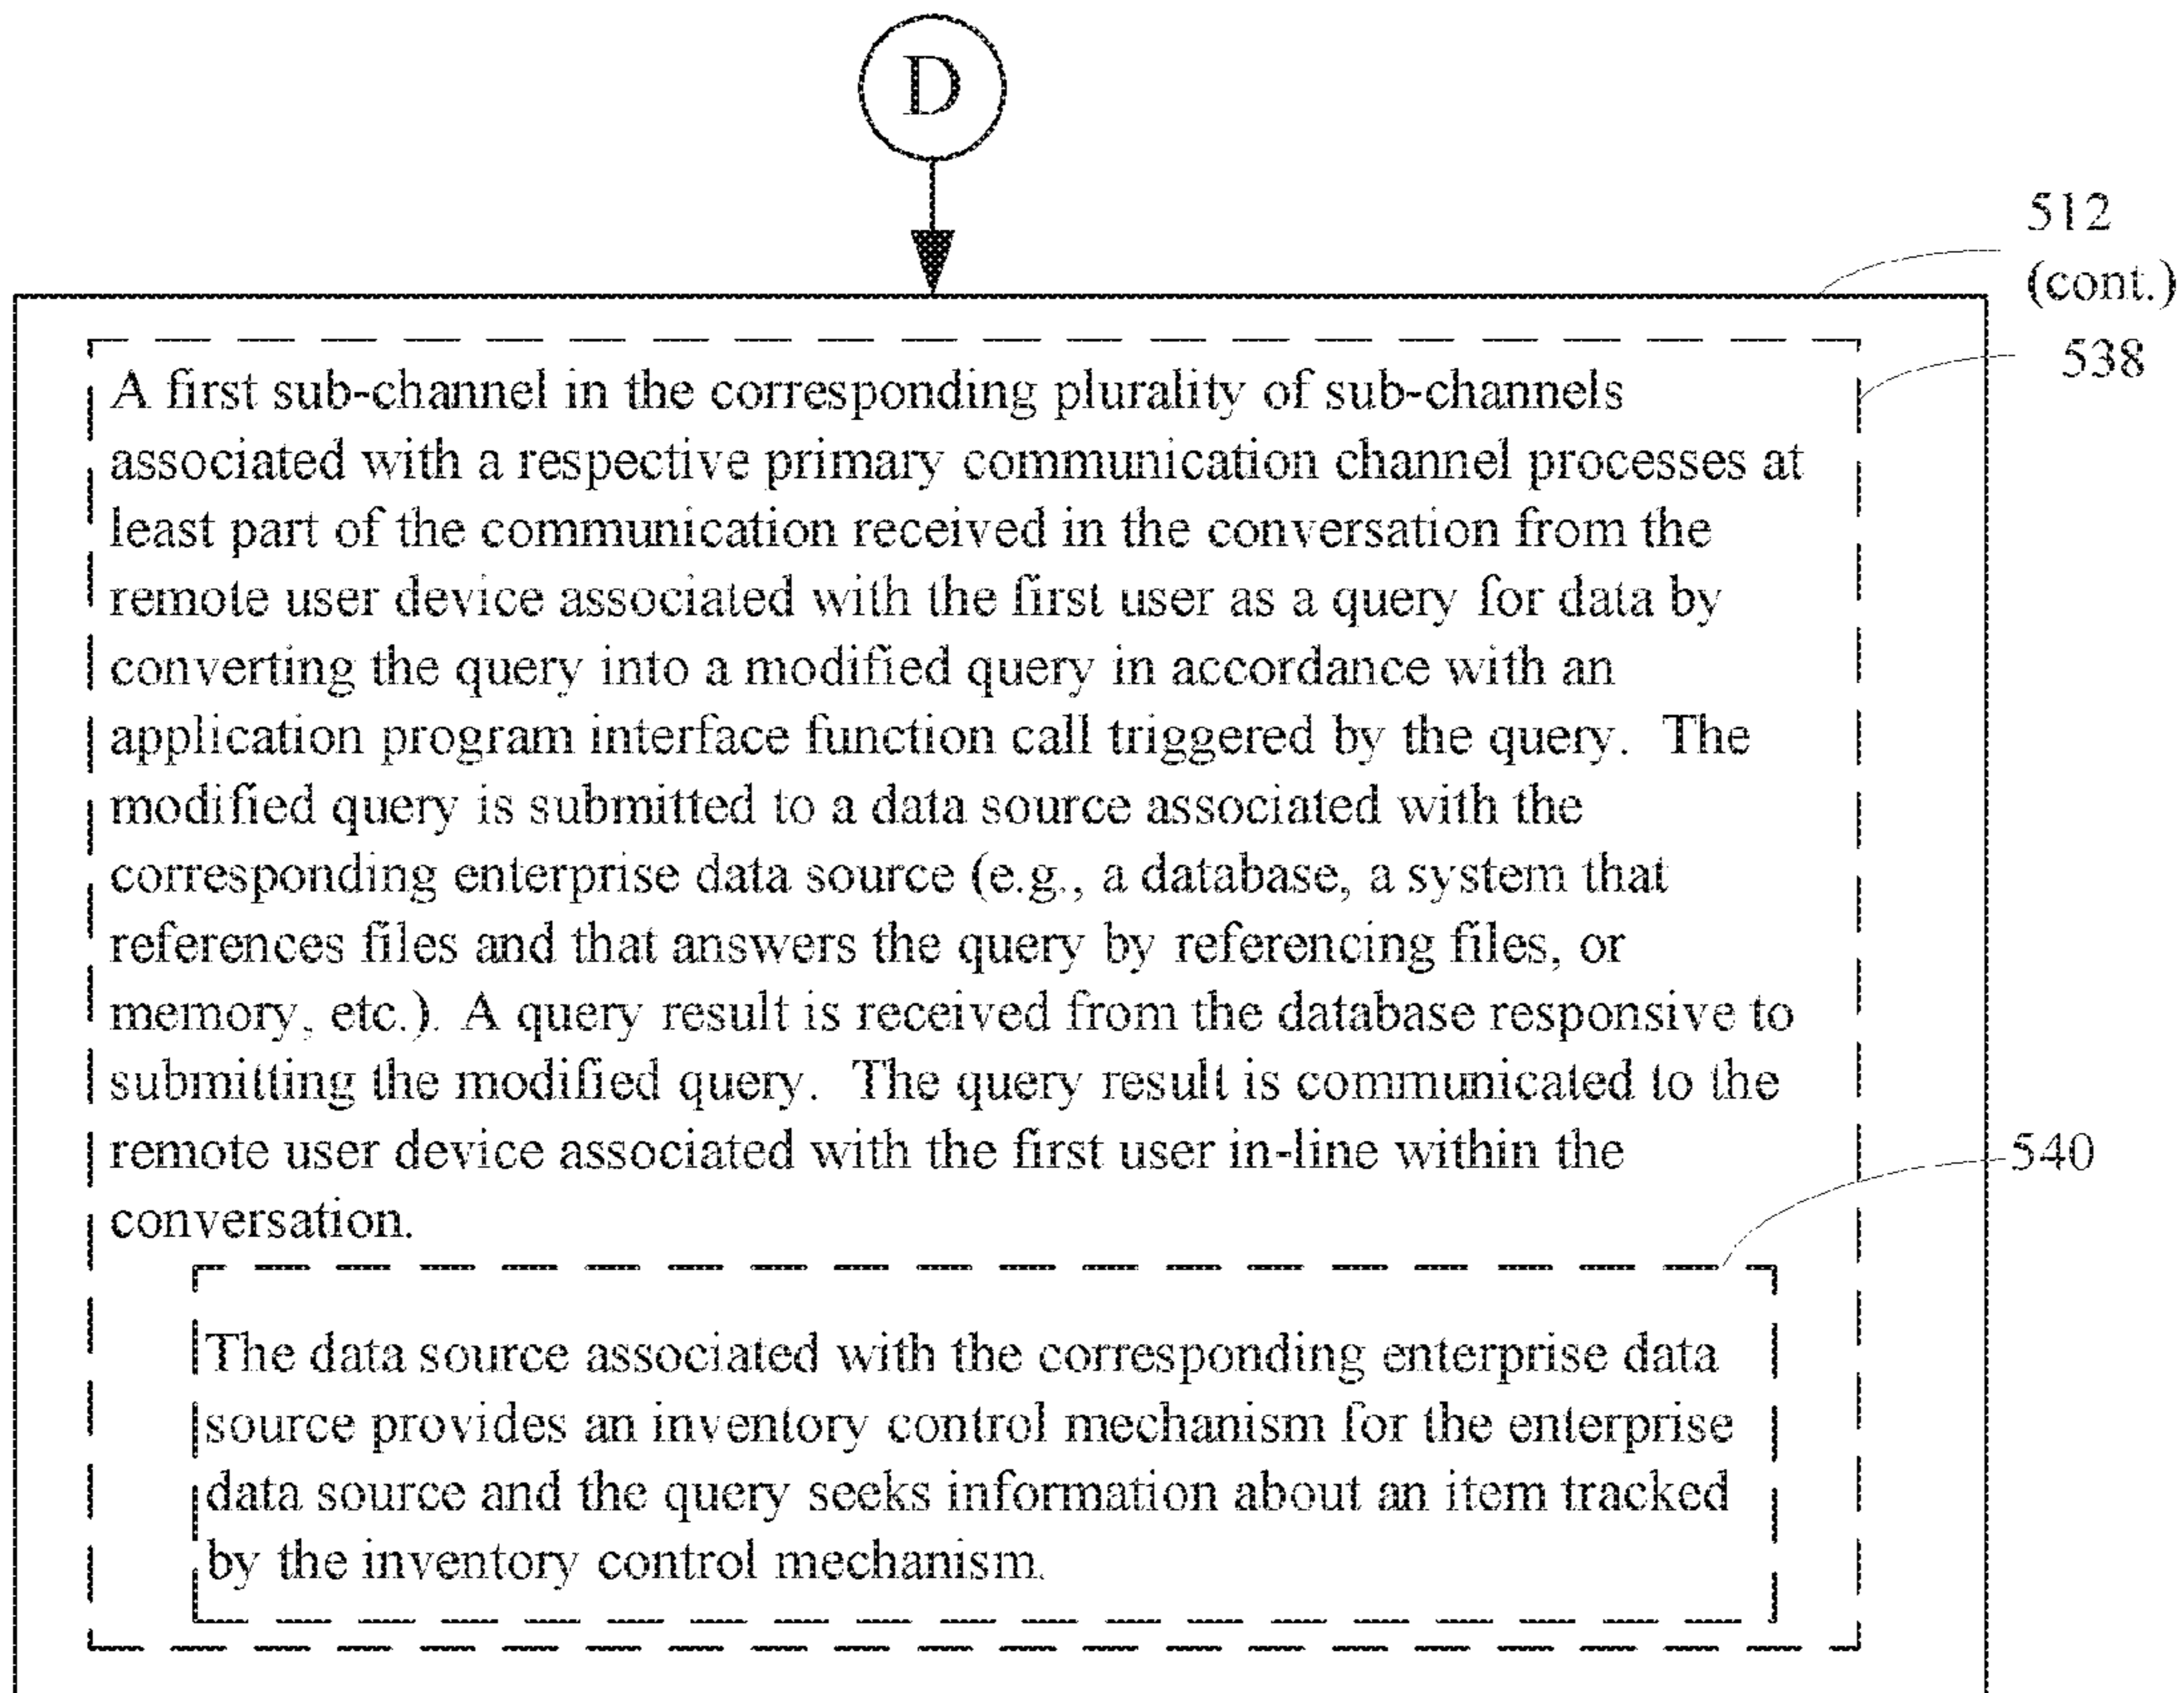 D
512
(cont.)
538
A first sub-channel in the corresponding plurality of sub-channels
associated with a respective primary communication channel processes at
least part of the communication received in the conversation from the
remote user device associated with the first user as a query for data by
converting the query into a modified query in accordance with an
application program interface function call triggered by the query.  The
modified query is submitted to a data source associated with the
corresponding enterprise data source (e.g., a database, a system that
references files and that answers the query by referencing files, or
memory, etc.). A query result is received from the database responsive to
submitting the modified query.  The query result is communicated to the
remote user device associated with the first user in-line within the
conversation.
540
The data source associated with the corresponding enterprise data
source provides an inventory control mechanism for the enterprise
data source and the query seeks information about an item tracked
by the inventory control mechanism.